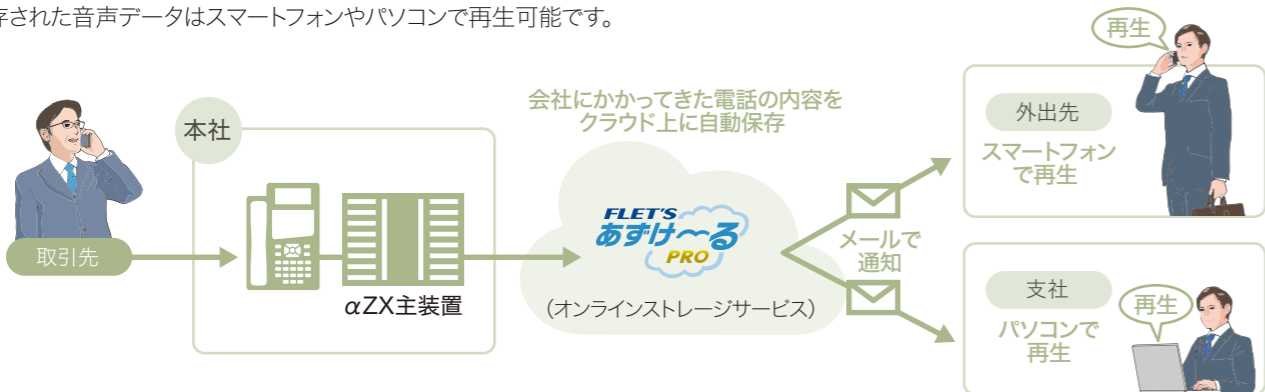 存された音声データはスマートフォンやパソコンで再生可能です。
再生
会社にかかってきた電話の内容を
クラウド上に自動保存
本社
外出先
スマートフォン
で再生
FLET'S
あずけ〜る
PRO
取引先
メールで
通知
αZX主装置
(オンラインストレージサービス)
支社
再生
パソコンで
再生